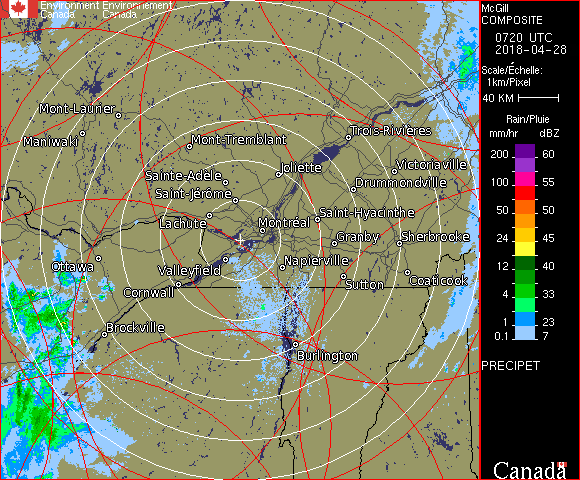 Environment Environnement
Canada Canada
Mont-Laurier
Maniwaki
Mont-Tremblant
Trois-Rivières
Sainte-Adèle
Joliette
Victoriaville
Saint-Jérôme
Drummondville
Lachute
Montréal
Saint-Hyacinthe
Granby
Sherbrooke
Ottawa
Valleyfield
Napierville
Cornwall
Sutton
Coaticook
Brockville
Burlington
McGill
COMPOSITE
0720 UTC
2018-04-28
Scale/Échelle:
1km/Pixel
40 KM
Rain/Pluie
mm/hr dBZ
200 60
100 55
50 50
24 45
12 40
4 33
1 23
0.1 7
PRECIPET
Canada